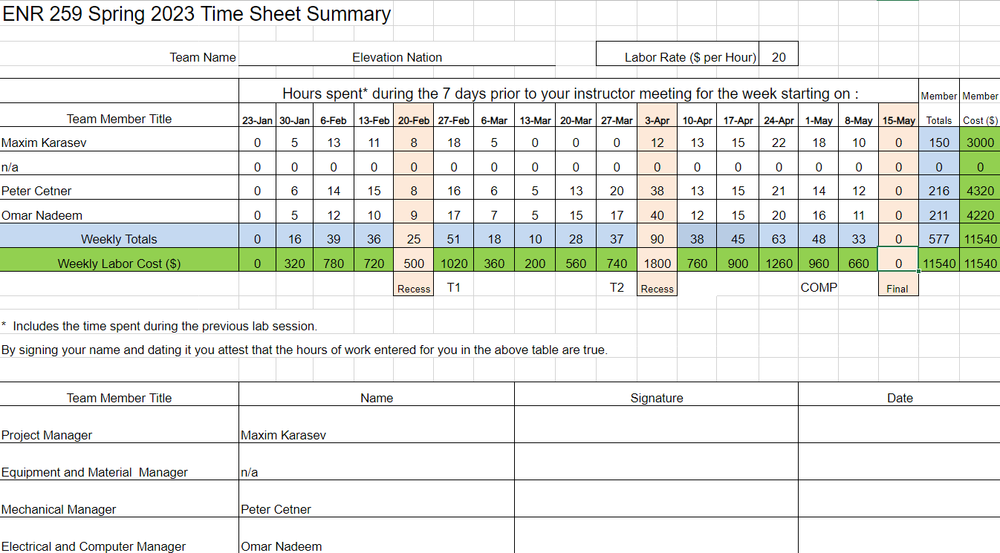 ENR 259 Spring 2023 Time Sheet Summary
Team Name Elevation Nation Labor Rate ($ per Hour) 20
Hours spent* during the 7 days prior to your instructor meeting for the week starting on : Member Member
Team Member Title 23-Jan 30-Jan 6-Feb 13-Feb 20-Feb 27-Feb 6-Mar 13-Mar 20-Mar 27-Mar 3-Apr 10-Apr 17-Apr 24-Apr 1-May 8-May 15-May Totals Cost ($)
Maxim Karasev 0 5 13 11 8 18 5 0 0 0 12 13 15 22 18 10 0 150 3000
n/a 0 0 0 0 0 0 0 0 0 0 0 0 0 0 0 0 0 0 0
Peter Cetner 0 6 14 15 8 16 6 5 13 20 38 13 15 21 14 12 0 216 4320
Omar Nadeem 0 5 12 10 9 17 7 5 15 17 40 12 15 20 16 11 0 211 4220
Weekly Totals 0 16 39 36 25 51 18 10 28 37 90 38 45 63 48 33 0 577 11540
Weekly Labor Cost ($) 0 320 780 720 500 1020 360 200 560 740 1800 760 900 1260 960 660 0 11540 11540
Recess T1 T2 Recess COMP Final
* Includes the time spent during the previous lab session.
By signing your name and dating it you attest that the hours of work entered for you in the above table are true.
Team Member Title Name Signature Date
Project Manager Maxim Karasev
Equipment and Material Manager n/a
Mechanical Manager Peter Cetner
Electrical and Computer Manager Omar Nadeem